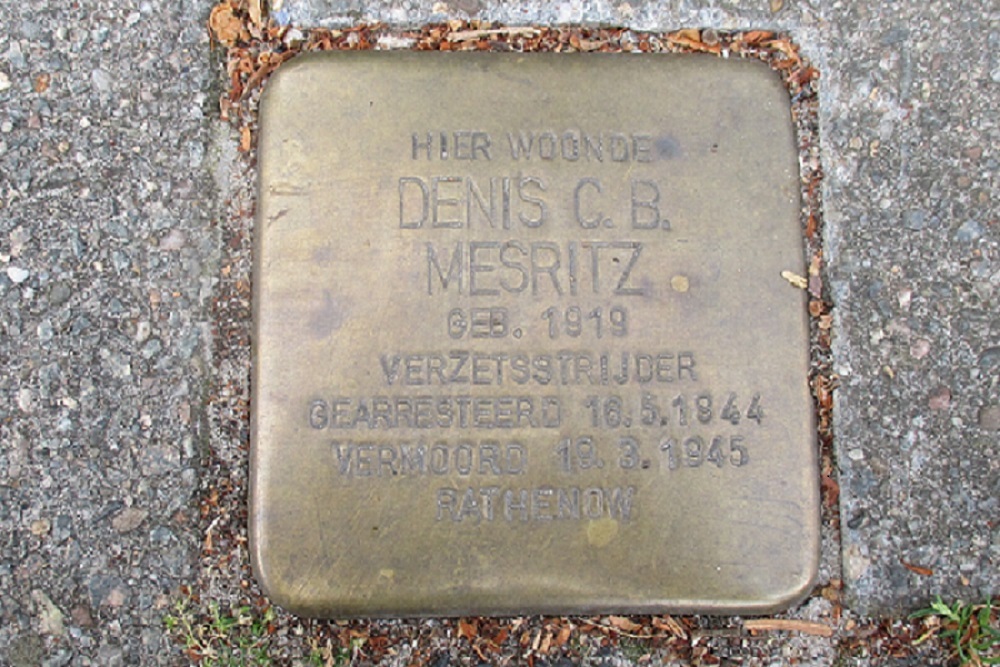 HIER WOONDE
DENIS C. B.
MESRITZ
GEB. 1919
VERZETSSTRIJDER
GEARRESTEERD 16.5.1944
VERMOORD 19.3.1945
RATHENOW